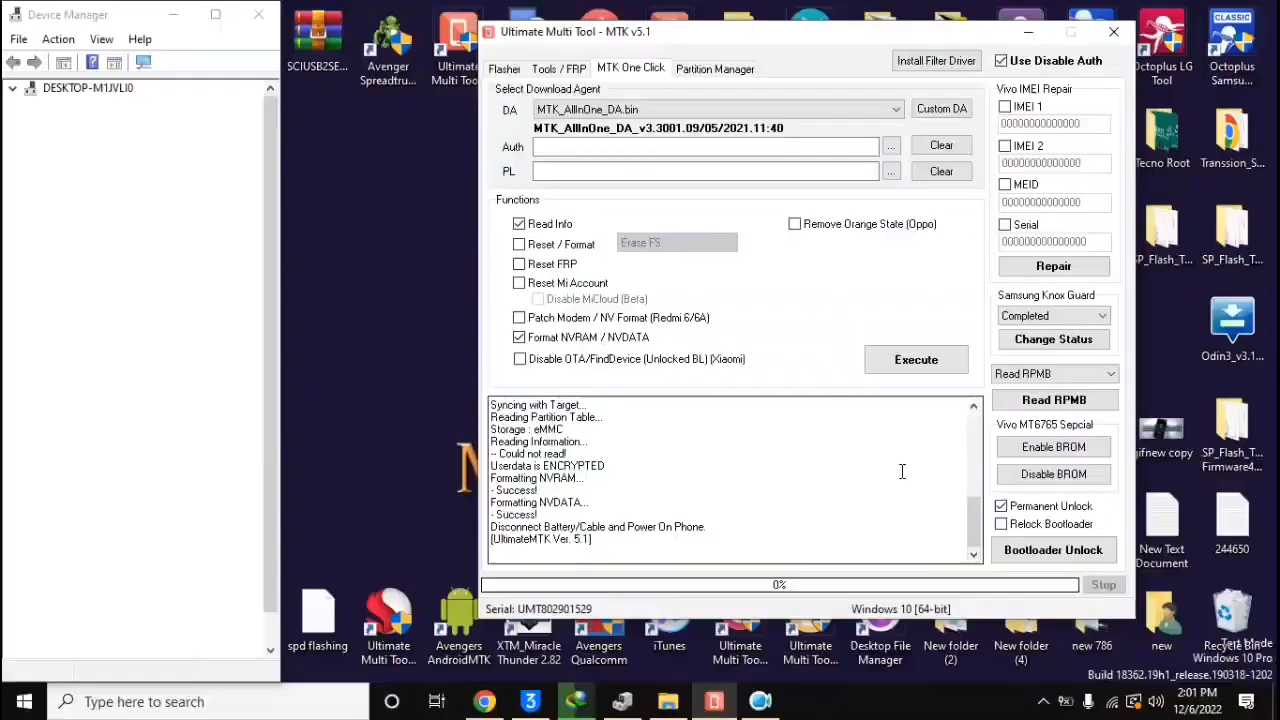 Device Manager
File Action View Help
DESKTOP-M1JVLI0
SCIUSB2SE...
Avenger Spreadtru...
Ultimate Multi Too
Ultimate Multi Tool - MTK v5.1
Flasher Tools / FRP MTK One Click Partition Manager
Install Filter Driver
Use Disable Auth
Select Download Agent
DA MTK_AllInOne_DA.bin Custom DA
MTK_AllInOne_DA_v3.3001.09/05/2021.11:40
Auth ... Clear
PL ... Clear
Functions
Read Info
Remove Orange State (Oppo)
Reset / Format Erase FS
Reset FRP
Reset Mi Account
Disable MiCloud (Beta)
Patch Modem / NV Format (Redmi 6/6A)
Format NVRAM / NVDATA
Disable OTA/FindDevice (Unlocked BL) (Xiaomi)
Execute
Syncing with Target...
Reading Partition Table...
Storage : eMMC
Reading Information...
-- Could not read!
Userdata is ENCRYPTED
Formatting NVRAM...
- Success!
Formatting NVDATA...
- Success!
Disconnect Battery/Cable and Power On Phone.
[UltimateMTK Ver. 5.1]
Vivo IMEI Repair
IMEI 1
IMEI 2
MEID
Serial
Repair
Samsung Knox Guard
Completed
Change Status
Read RPMB
Read RPMB
Vivo MT6765 Sepcial
Enable BROM
Disable BROM
Permanent Unlock
Relock Bootloader
Bootloader Unlock
0%
Stop
Serial: UMT802901529
Windows 10 [64-bit]
CLASSIC
Octoplus LG Tool
Octoplus Samsu...
Tecno Root
Transsion_S...
SP_Flash_T...
SP_Flash_T...
Odin3_v3.1...
gifnew copy
SP_Flash_T... Firmware4...
New Text Document
244650
spd flashing
Ultimate Multi Too...
Avengers AndroidMTK
XTM_Miracle Thunder 2.82
Avengers Qualcomm
iTunes
Ultimate Multi Too...
Ultimate Multi Too...
Desktop File Manager
New folder (2)
New folder (4)
new 786
new
Recycle Bin
Test Mode
Windows 10 Pro
Build 18362.19h1_release.190318-1202
Type here to search
2:01 PM
12/6/2022